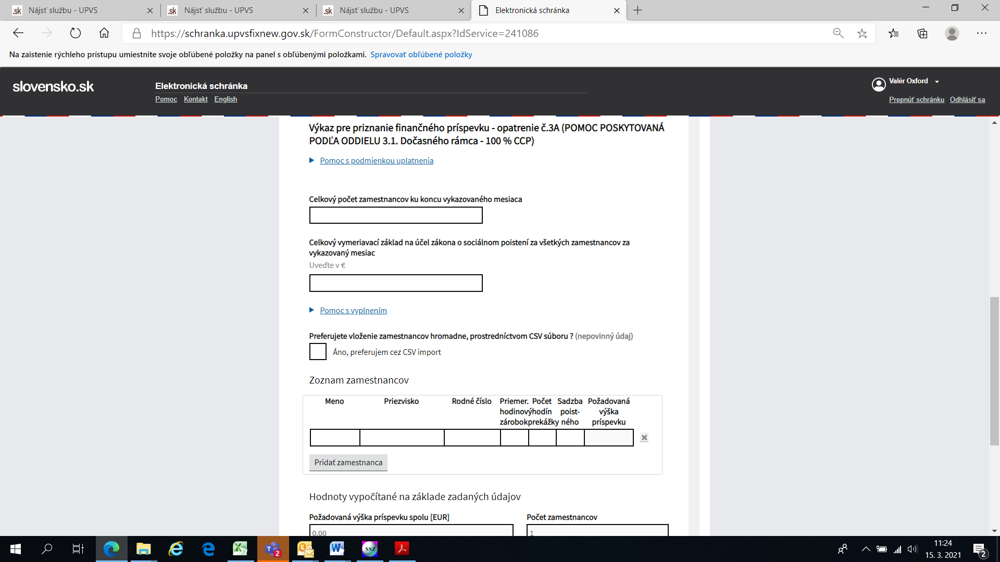 .sk Nájsť službu - UPVS
.sk Nájsť službu - UPVS
.sk Nájsť službu - UPVS
Elektronická schránka
https://schranka.upvsfixnew.gov.sk/FormConstructor/Default.aspx?IdService=241086
Na zaistenie rýchleho prístupu umiestnite svoje obľúbené položky na panel s obľúbenými položkami. Spravovať obľúbené položky
slovensko.sk
Elektronická schránka
Pomoc Kontakt English
Valér Oxford
Prepnúť schránku Odhlásiť sa
Výkaz pre priznanie finančného príspevku - opatrenie č.3A (POMOC POSKYTOVANÁ
PODĽA ODDIELU 3.1. Dočasného rámca - 100 % CCP)
Pomoc s podmienkou uplatnenia
Celkový počet zamestnancov ku koncu vykazovaného mesiaca
Celkový vymeriavací základ na účel zákona o sociálnom poistení za všetkých zamestnancov za
vykazovaný mesiac
Uveďte v €
Pomoc s vyplnením
Preferujete vloženie zamestnancov hromadne, prostredníctvom CSV súboru ? (nepovinný údaj)
Áno, preferujem cez CSV import
Zoznam zamestnancov
Meno Priezvisko Rodné číslo Priemer. Počet Sadzba Požadovaná
hodinový hodín poist- výška
zárobok prekážky ného príspevku
Pridať zamestnanca
Hodnoty vypočítané na základe zadaných údajov
Požadovaná výška príspevku spolu [EUR] Počet zamestnancov
0.00 1
2
SSZ
11:24
15. 3. 2021
2